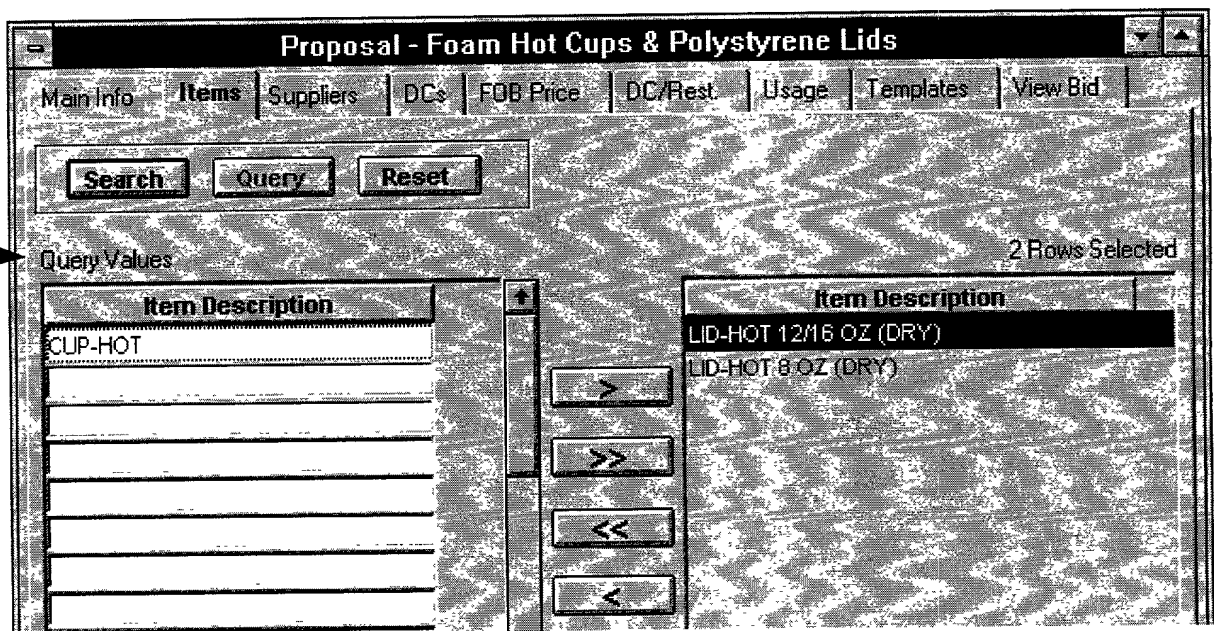 Proposal - Foam Hot Cups & Polystyrene Lids
Main Info Items Suppliers DCs FOB Price DC/Rest. Usage Templates View Bid
Search Query Reset
Query Values 2 Rows Selected
Item Description Item Description
CUP-HOT LID-HOT 12/16 OZ (DRY)
LID-HOT 8 OZ (DRY)
>
>>
<<
<